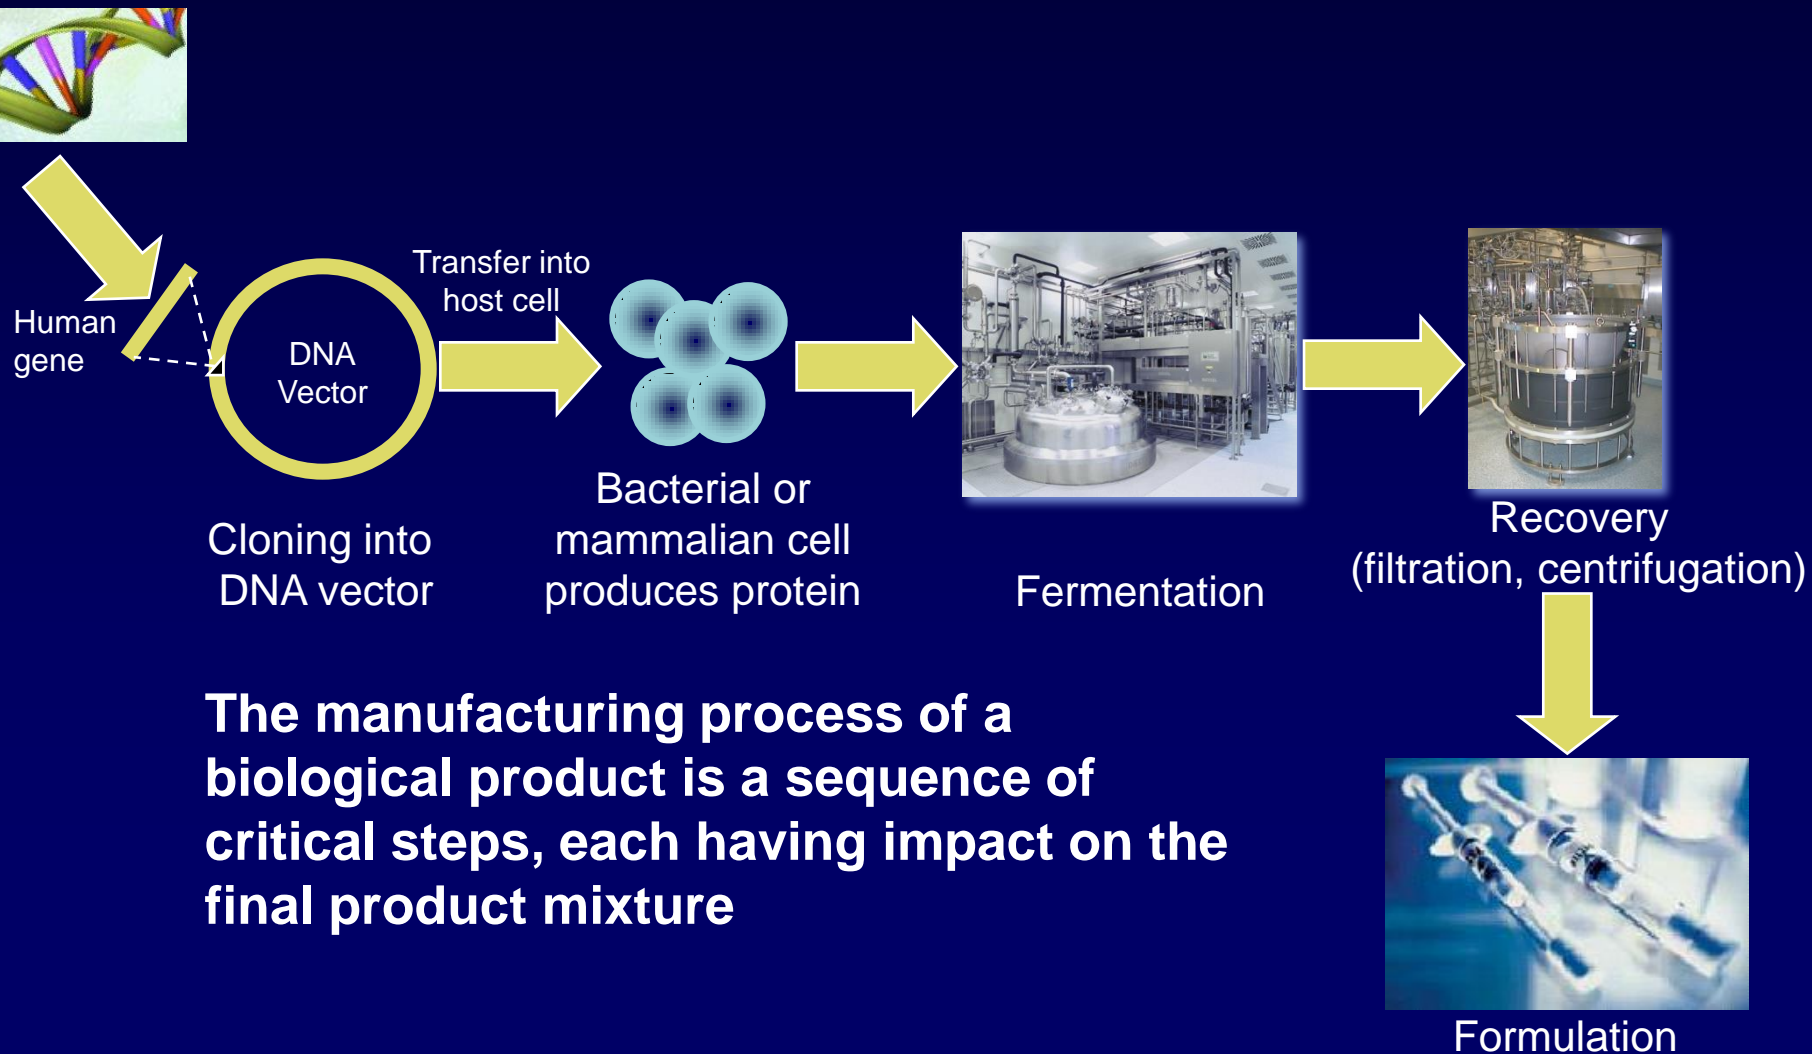 Human
gene
DNA
Vector
Transfer into
host cell
Cloning into
DNA vector
Bacterial or
mammalian cell
produces protein
Fermentation
Recovery
(filtration, centrifugation)
The manufacturing process of a
biological product is a sequence of
critical steps, each having impact on the
final product mixture
Formulation